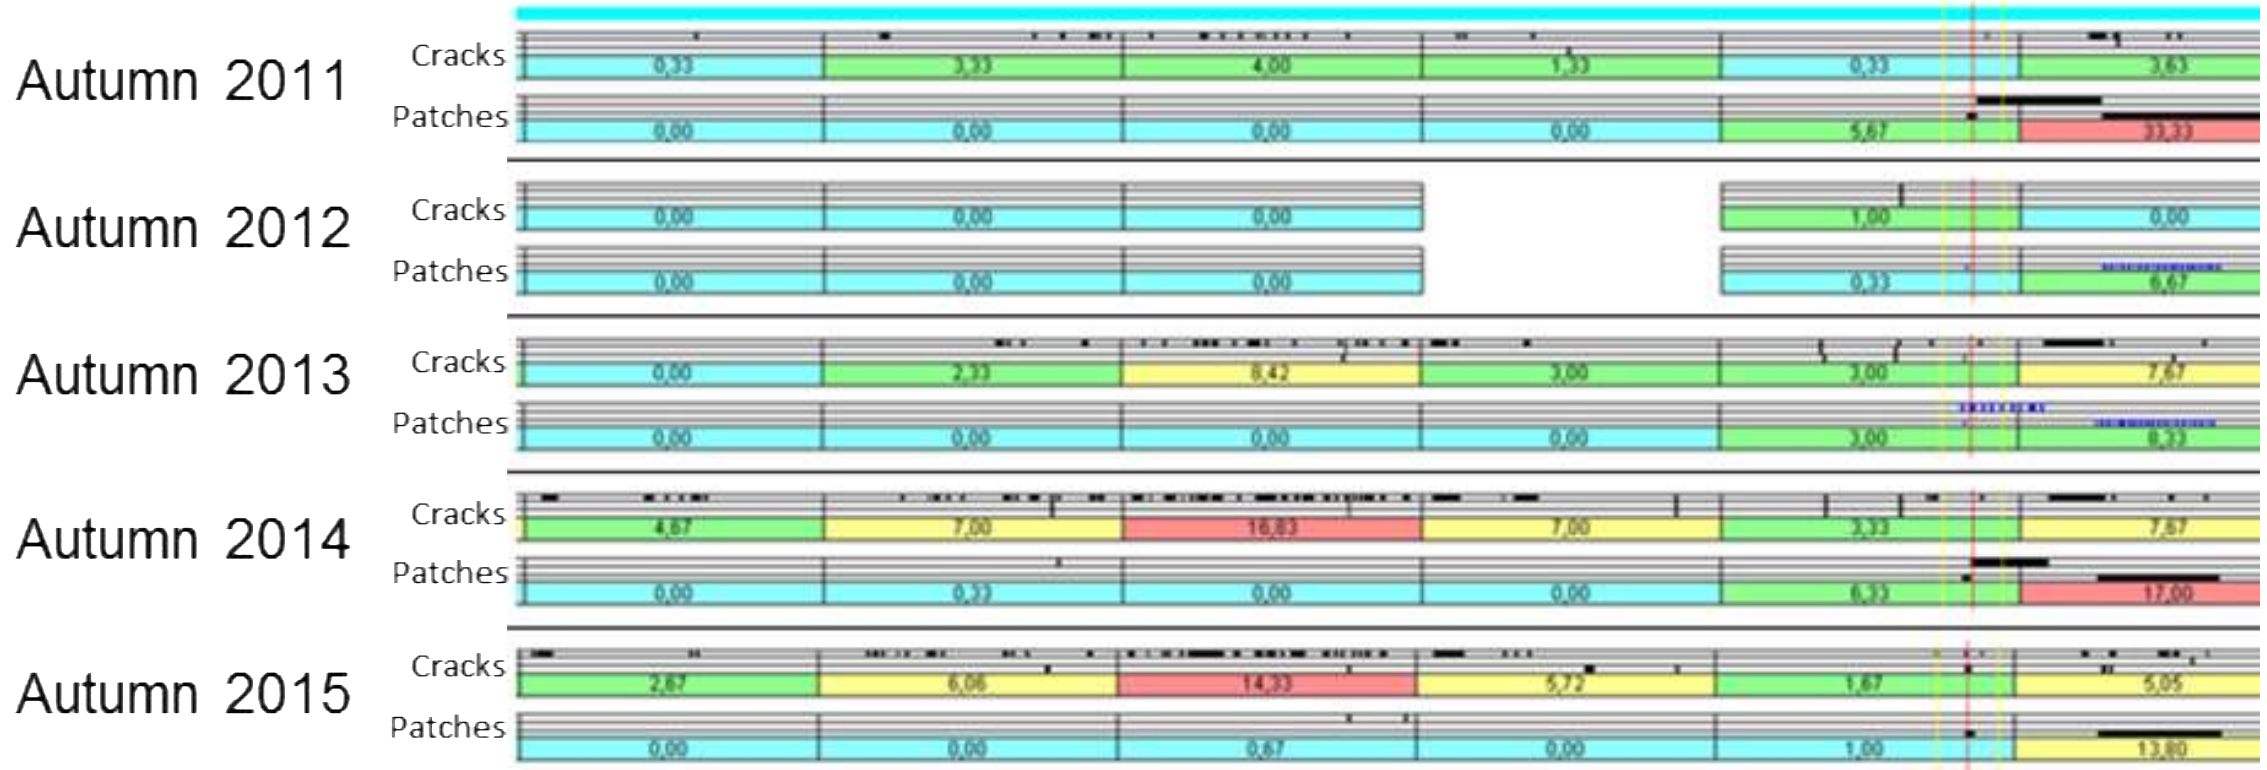 Autumn 2011
Cracks 0,33 3,33 4,00 1,33 0,33 3,63
Patches 0,00 0,00 0,00 0,00 5,67 33,33
Autumn 2012
Cracks 0,00 0,00 0,00 1,00 0,00
Patches 0,00 0,00 0,00 0,33 6,67
Autumn 2013
Cracks 0,00 2,33 8,42 3,00 3,00 7,67
Patches 0,00 0,00 0,00 0,00 3,00 8,33
Autumn 2014
Cracks 4,67 7,00 16,83 7,00 3,33 7,67
Patches 0,00 0,33 0,00 0,00 6,33 17,00
Autumn 2015
Cracks 2,67 6,06 14,33 5,72 1,67 5,05
Patches 0,00 0,00 0,67 0,00 1,00 13,80